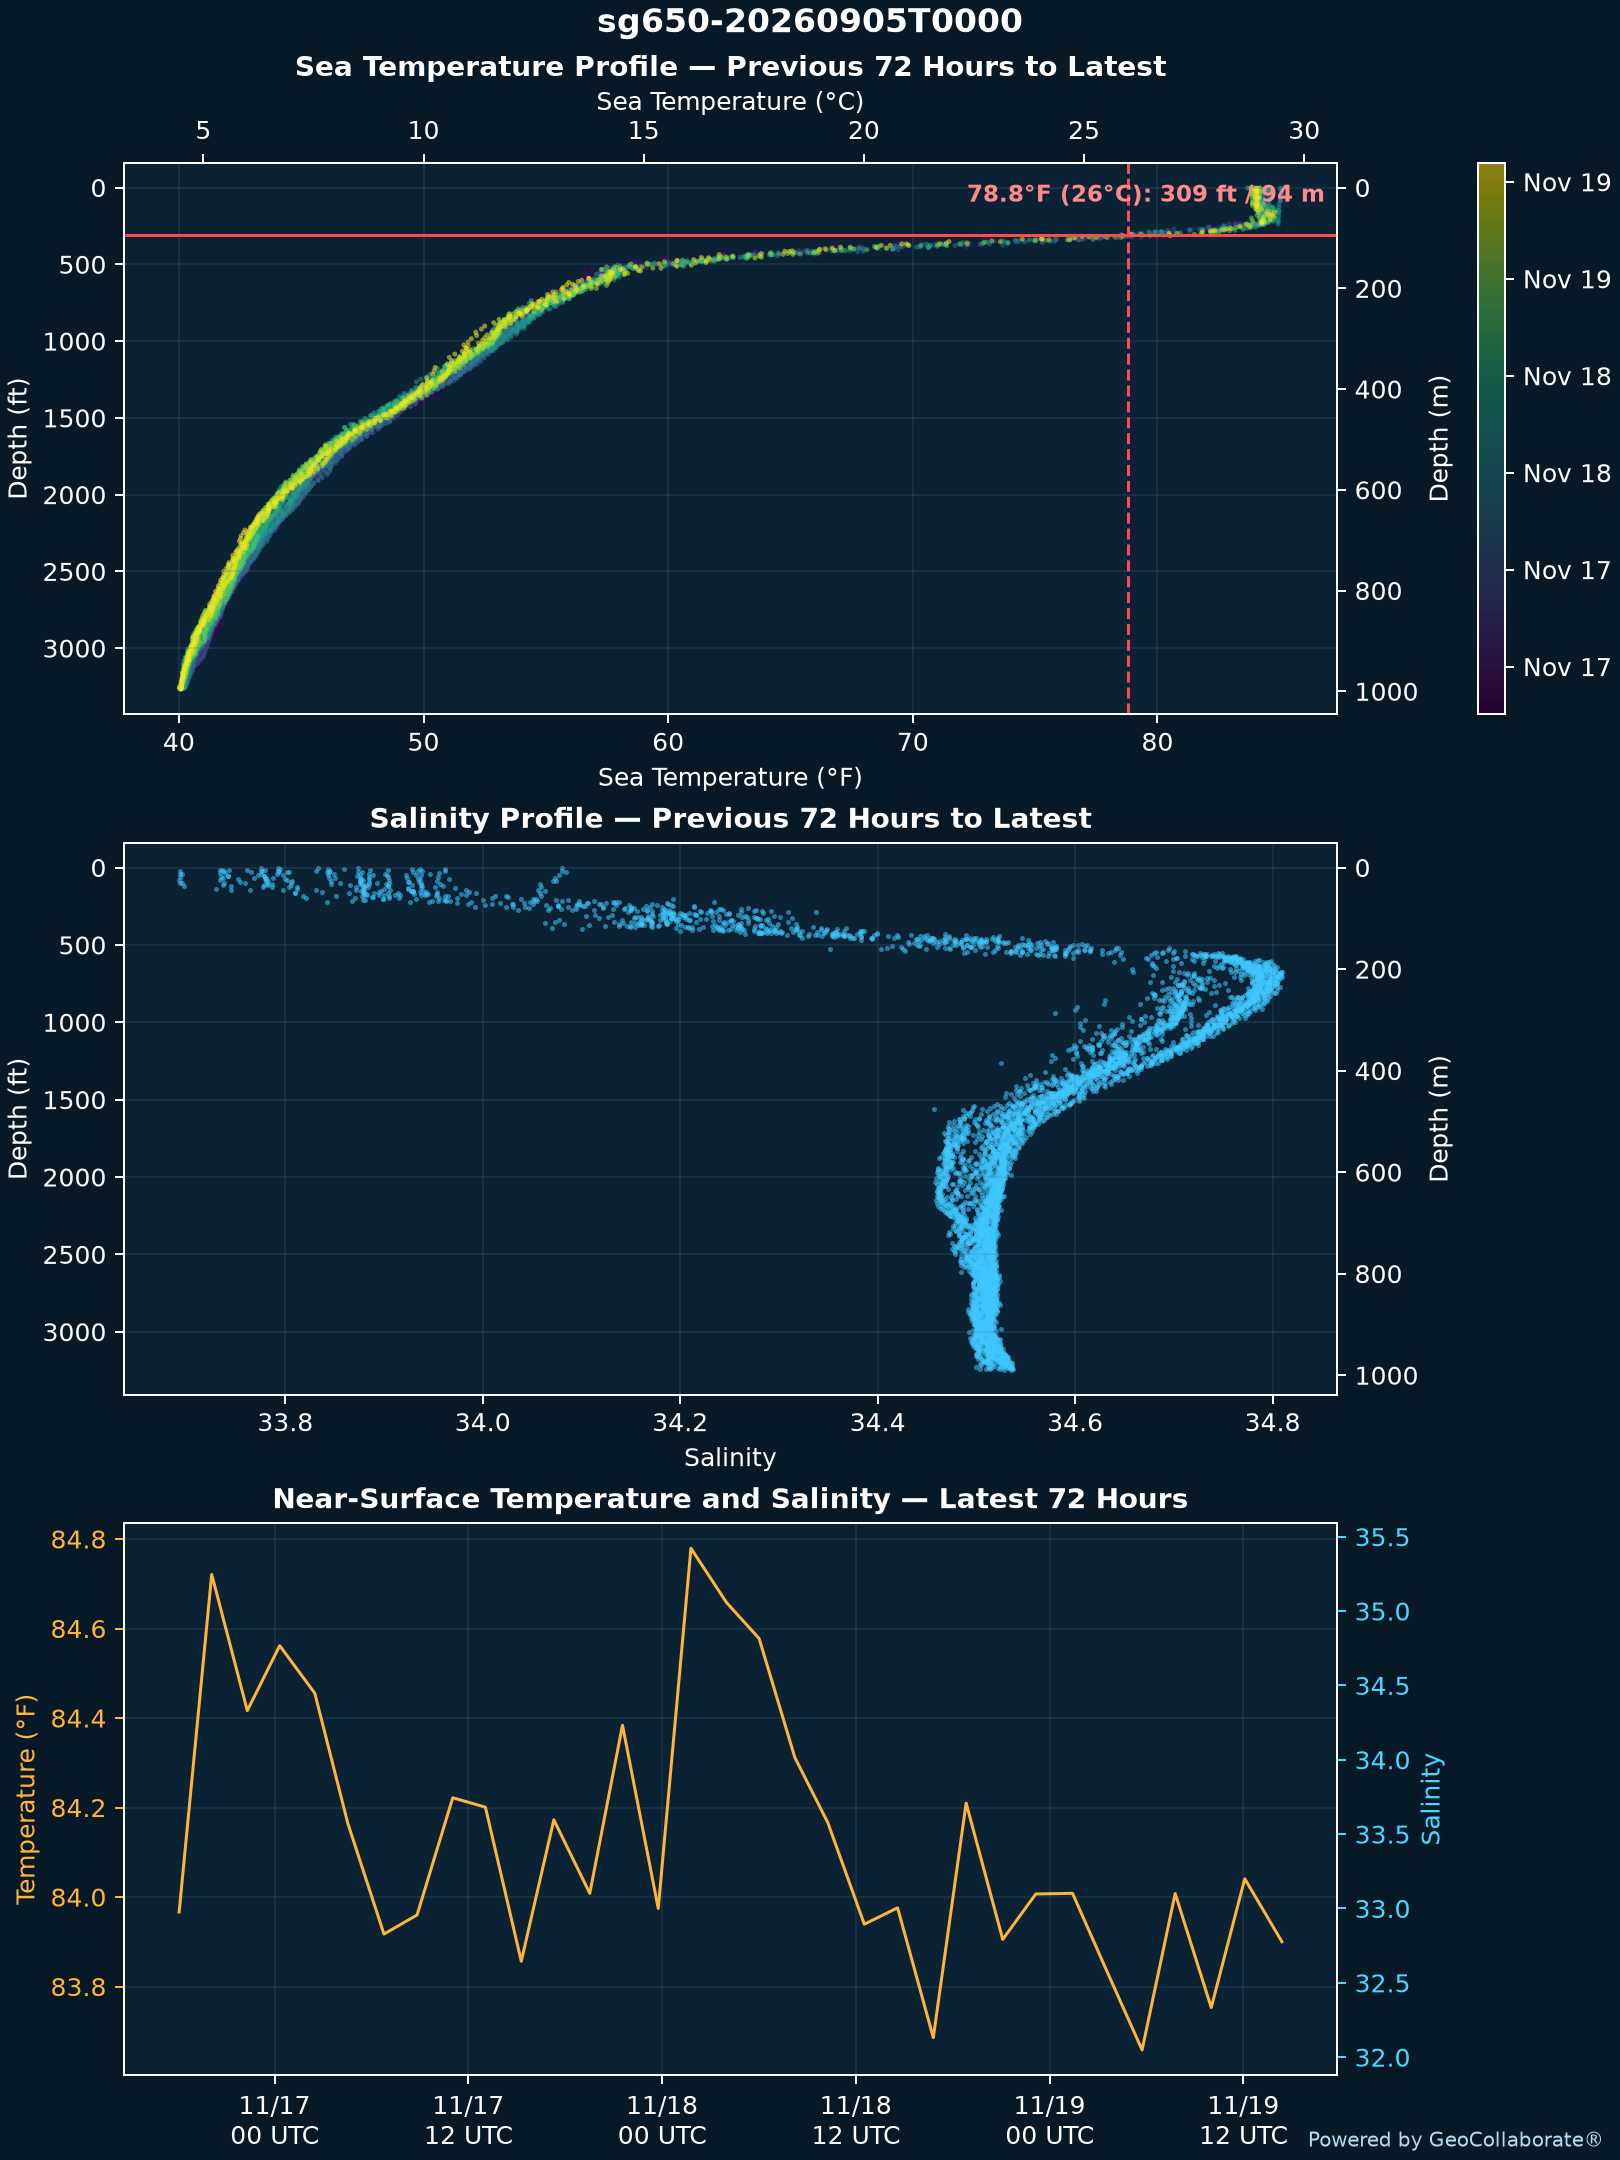 sg650-20260905T0000
Sea Temperature Profile — Previous 72 Hours to Latest
Sea Temperature (°C)
5 10 15 20 25 30
78.8°F (26°C): 309 ft / 94 m
0
500
1000
1500
2000
2500
3000
Depth (ft)
0
200
400
600
800
1000
Depth (m)
Nov 19
Nov 19
Nov 18
Nov 18
Nov 17
Nov 17
40 50 60 70 80
Sea Temperature (°F)
Salinity Profile — Previous 72 Hours to Latest
0
500
1000
1500
2000
2500
3000
Depth (ft)
0
200
400
600
800
1000
Depth (m)
33.8 34.0 34.2 34.4 34.6 34.8
Salinity
Near-Surface Temperature and Salinity — Latest 72 Hours
84.8
84.6
84.4
84.2
84.0
83.8
Temperature (°F)
35.5
35.0
34.5
34.0
33.5
33.0
32.5
32.0
Salinity
11/17 11/17 11/18 11/18 11/19 11/19
00 UTC 12 UTC 00 UTC 12 UTC 00 UTC 12 UTC
Powered by GeoCollaborate®